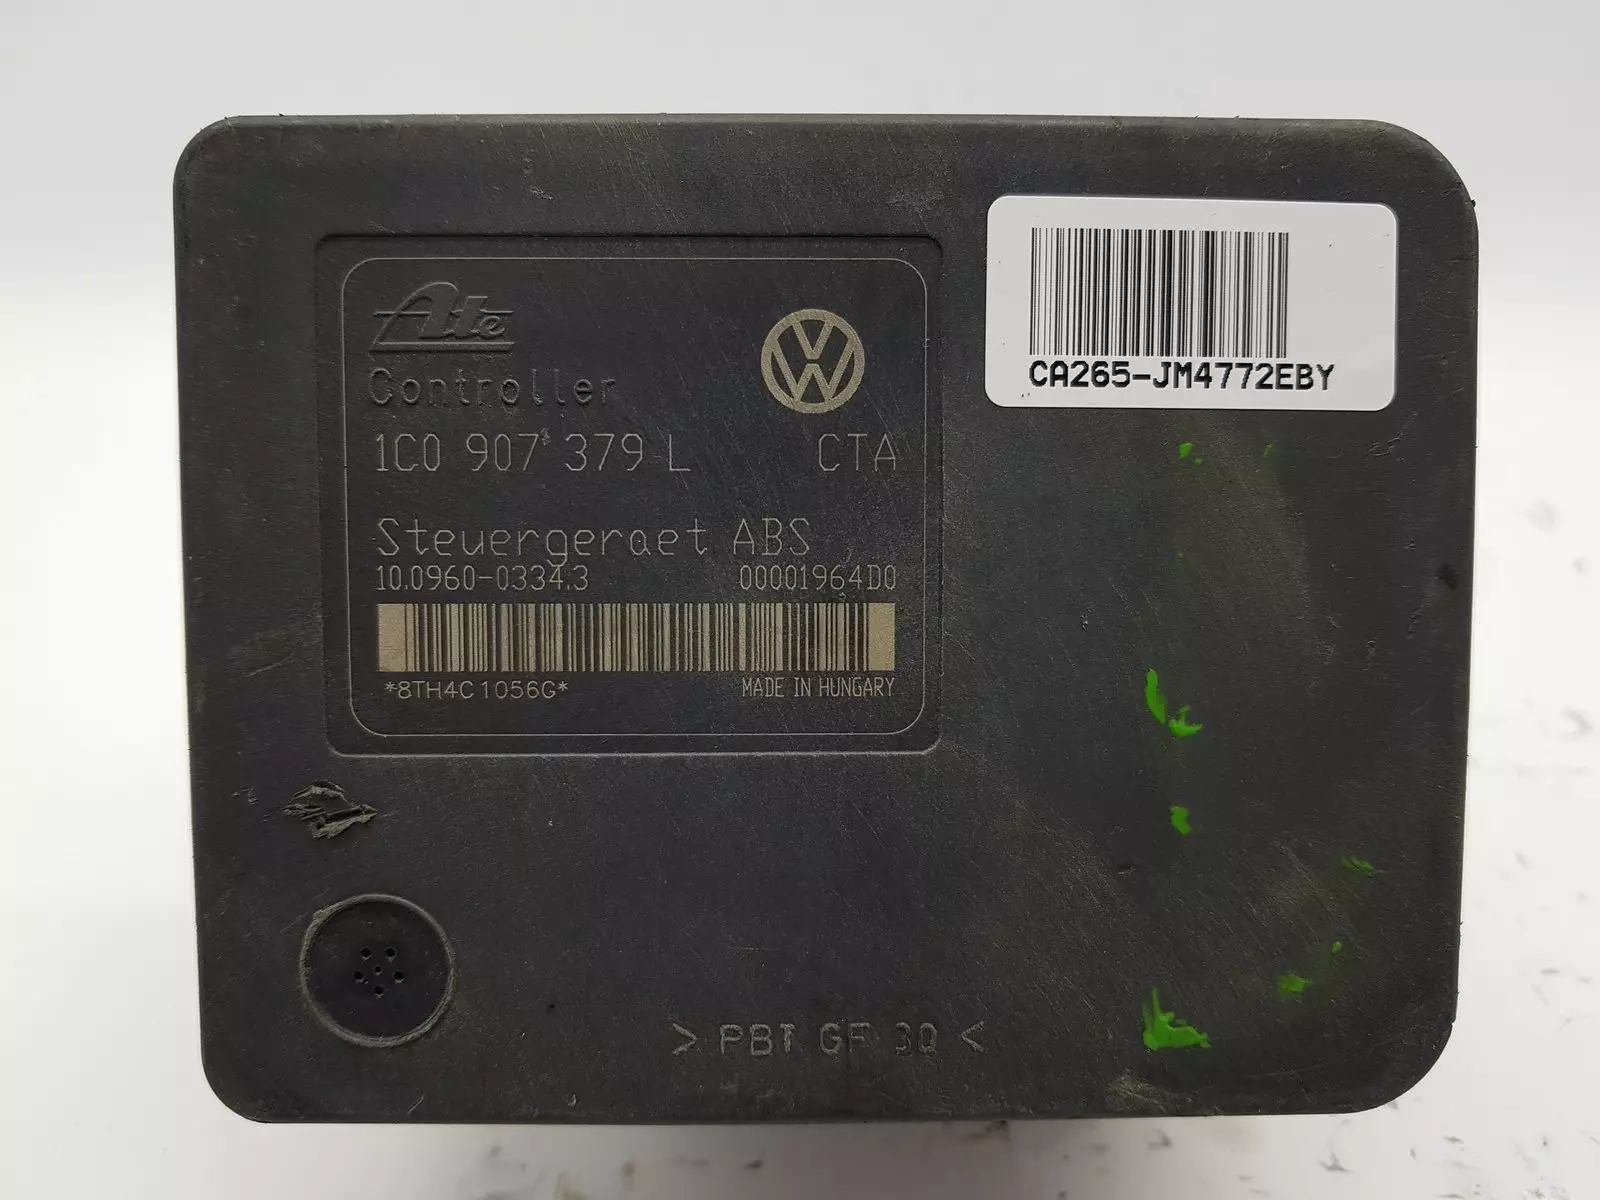 Ate
Controller
1C0 907 379 L CTA
Steuergeraet ABS
10.0960-0334.3 00001964D0
*8TH4C1056G* MADE IN HUNGARY
CA265-JM4772EBY
> PBT GF 30 <